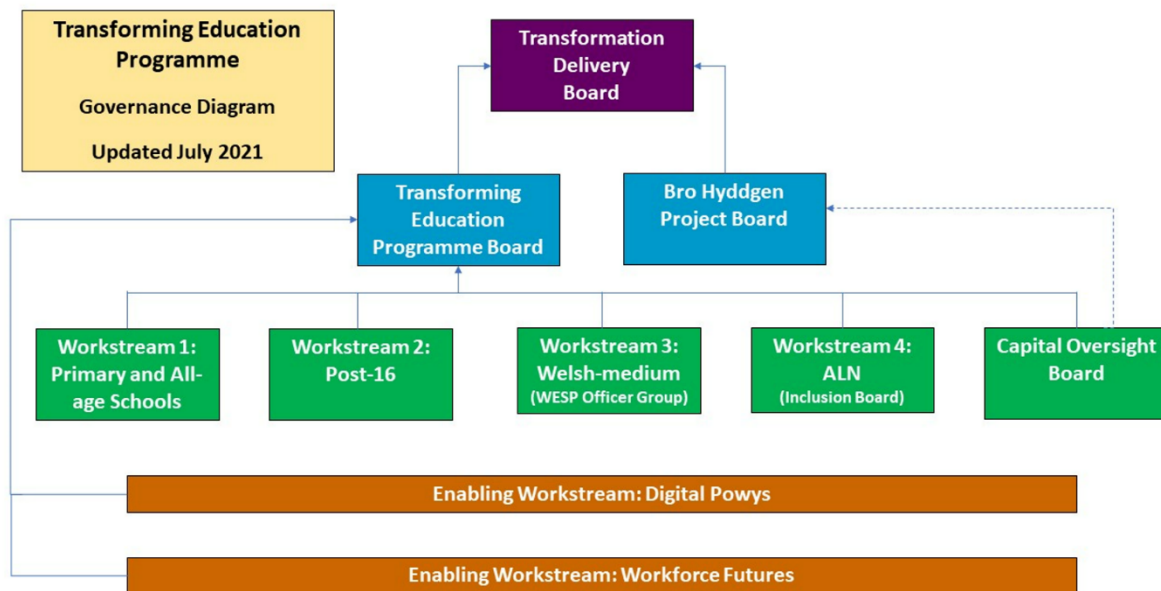 Transforming Education
Programme
Governance Diagram
Updated July 2021
Transformation
Delivery
Board
Transforming
Education
Programme Board
Bro Hyddgen
Project Board
Workstream 1:
Primary and All-
age Schools
Workstream 2:
Post-16
Workstream 3:
Welsh-medium
(WESP Officer Group)
Workstream 4:
ALN
(Inclusion Board)
Capital Oversight
Board
Enabling Workstream: Digital Powys
Enabling Workstream: Workforce Futures